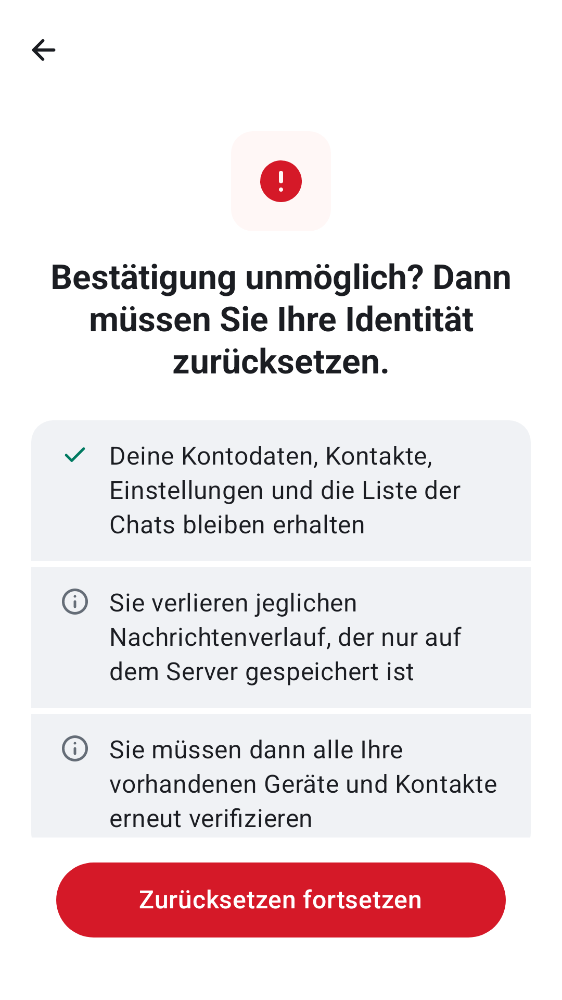 Bestätigung unmöglich? Dann
müssen Sie Ihre Identität
zurücksetzen.
Deine Kontodaten, Kontakte,
Einstellungen und die Liste der
Chats bleiben erhalten
Sie verlieren jeglichen
Nachrichtenverlauf, der nur auf
dem Server gespeichert ist
Sie müssen dann alle Ihre
vorhandenen Geräte und Kontakte
erneut verifizieren
Zurücksetzen fortsetzen